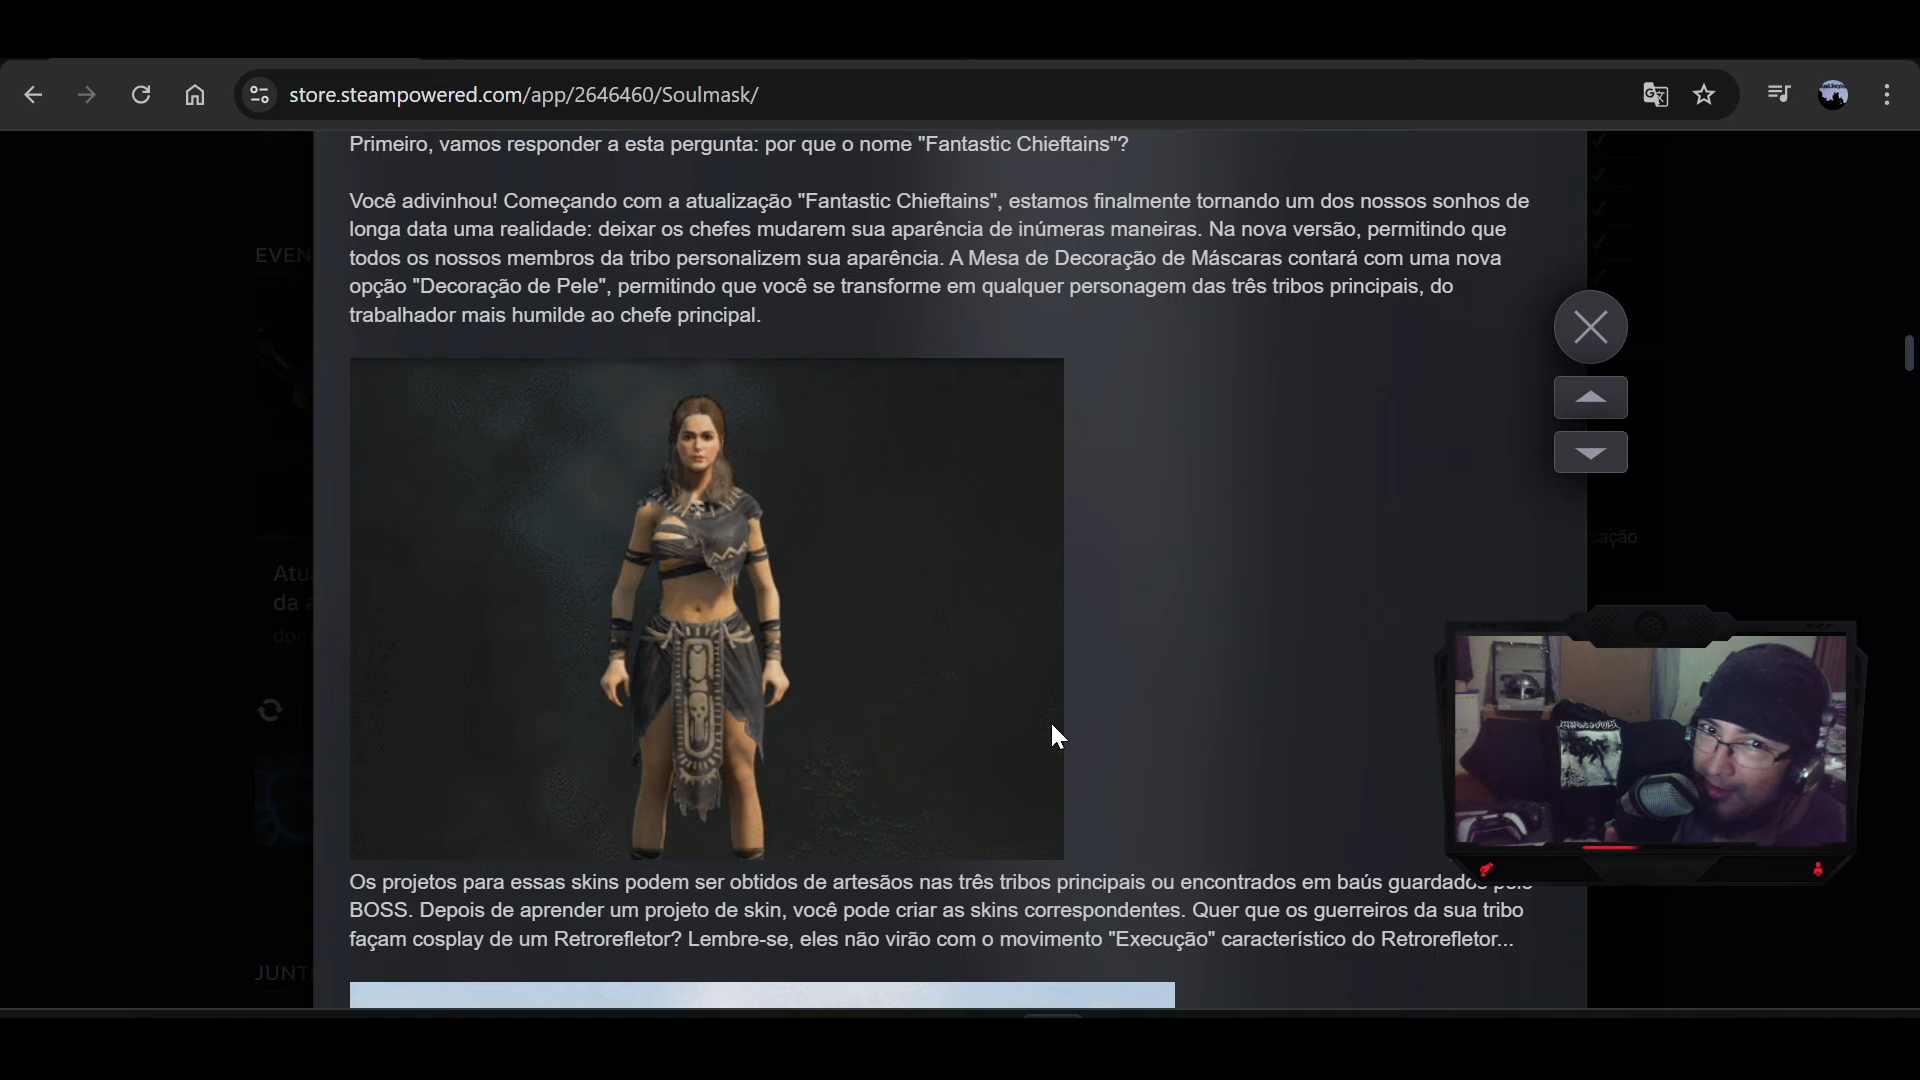 store.steampowered.com/app/2646460/Soulmask/
Primeiro, vamos responder a esta pergunta: por que o nome "Fantastic Chieftains"?
Você adivinhou! Começando com a atualização "Fantastic Chieftains", estamos finalmente tornando um dos nossos sonhos de
longa data uma realidade: deixar os chefes mudarem sua aparência de inúmeras maneiras. Na nova versão, permitindo que
todos os nossos membros da tribo personalizem sua aparência. A Mesa de Decoração de Máscaras contará com uma nova
opção "Decoração de Pele", permitindo que você se transforme em qualquer personagem das três tribos principais, do
trabalhador mais humilde ao chefe principal.
EVEN
cação
Atu
da a
JUNT
Os projetos para essas skins podem ser obtidos de artesãos nas três tribos principais ou encontrados em baús guardados pelo
BOSS. Depois de aprender um projeto de skin, você pode criar as skins correspondentes. Quer que os guerreiros da sua tribo
façam cosplay de um Retrorefletor? Lembre-se, eles não virão com o movimento "Execução" característico do Retrorefletor...